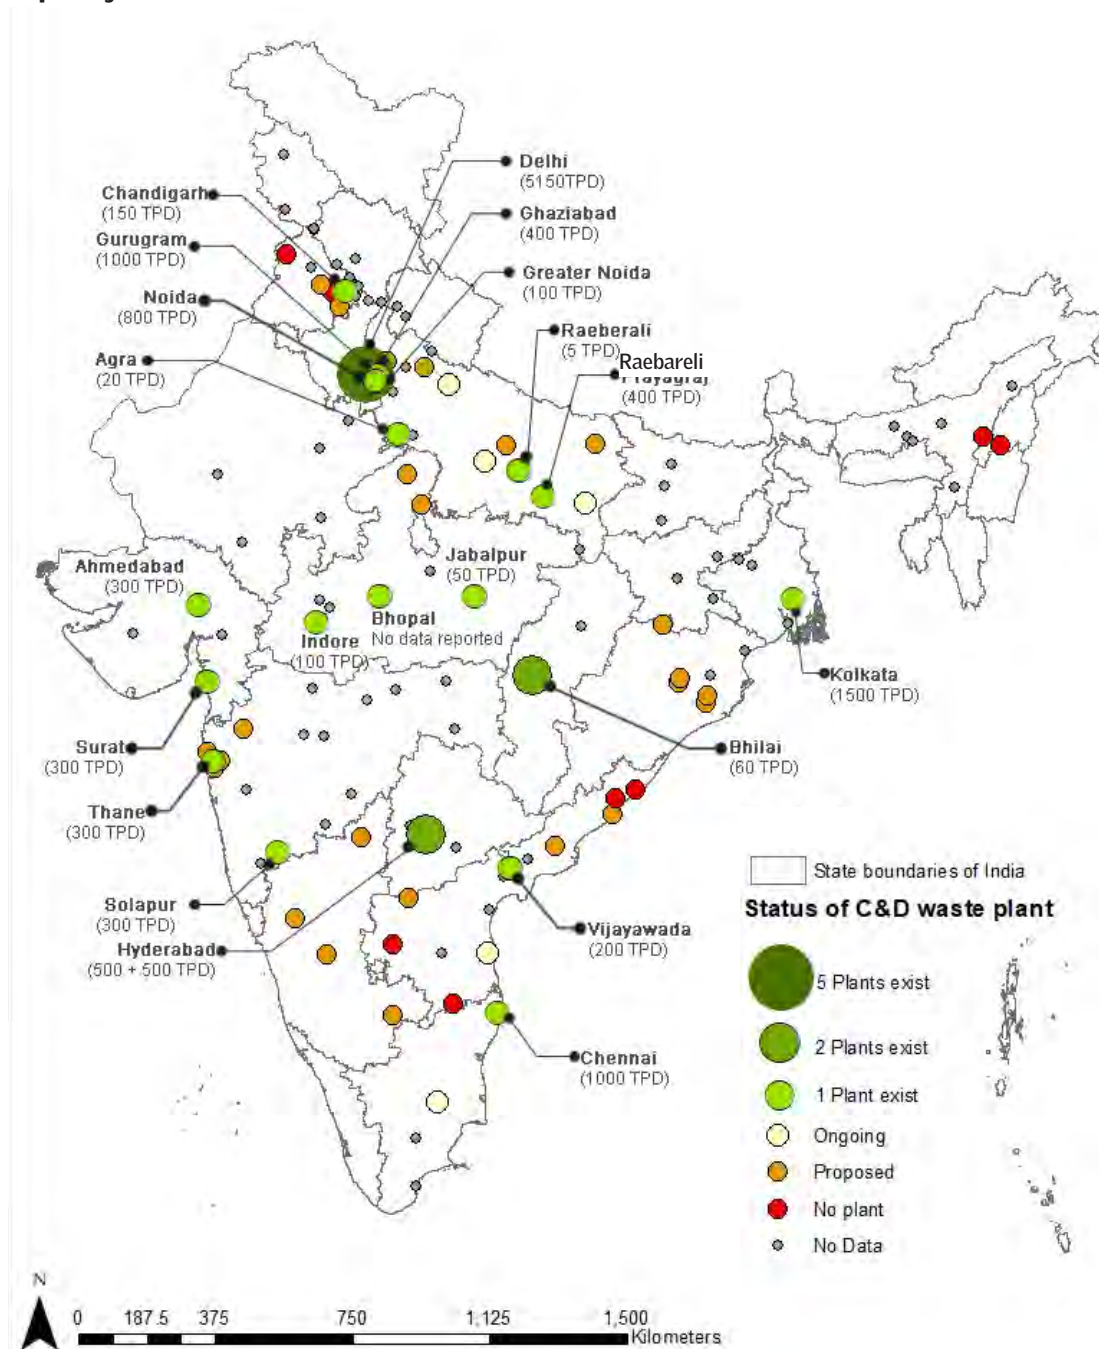 Delhi
(5150TPD)
Chandigarh
(150 TPD)
Ghaziabad
(400 TPD)
Gurugram
(1000 TPD)
Greater Noida
(100 TPD)
Noida
(800 TPD)
Raeberali
(5 TPD)
Raebareli
Agra
(20 TPD)
Prayagraj
(400 TPD)
Ahmedabad
(300 TPD)
Jabalpur
(50 TPD)
Bhopal
No data reported
Indore
(100 TPD)
Kolkata
(1500 TPD)
Surat
(300 TPD)
Bhilai
(60 TPD)
Thane
(300 TPD)
Solapur
(300 TPD)
Hyderabad
(500 + 500 TPD)
Vijayawada
(200 TPD)
Chennai
(1000 TPD)
State boundaries of India
Status of C&D waste plant
5 Plants exist
2 Plants exist
1 Plant exist
Ongoing
Proposed
No plant
No Data
N
0 187.5 375 750 1,125 1,500
Kilometers